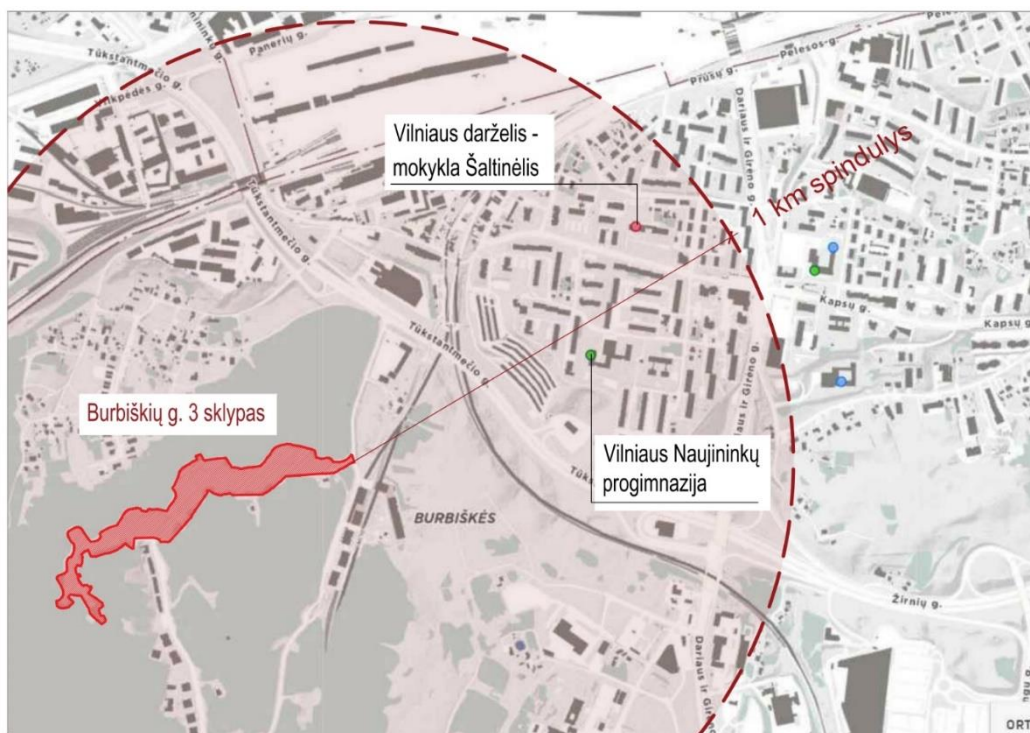 Tūkstantmečio g.
Panerių g.
Vilkpėdės g.
Pelesos g.
Prūsų g.
Dariaus ir Girėno g.
Vilniaus darželis -
mokykla Šaltinėlis
1 km spindulys
Tūkstantmečio g.
Kapsų g.
Kapsų g.
Tūkstantmečio g.
Dariaus ir Girėno g.
Burbiškių g. 3 sklypas
Vilniaus Naujininkų
progimnazija
BURBIŠKĖS
Žirnių g.
Dariaus ir Girėno g.